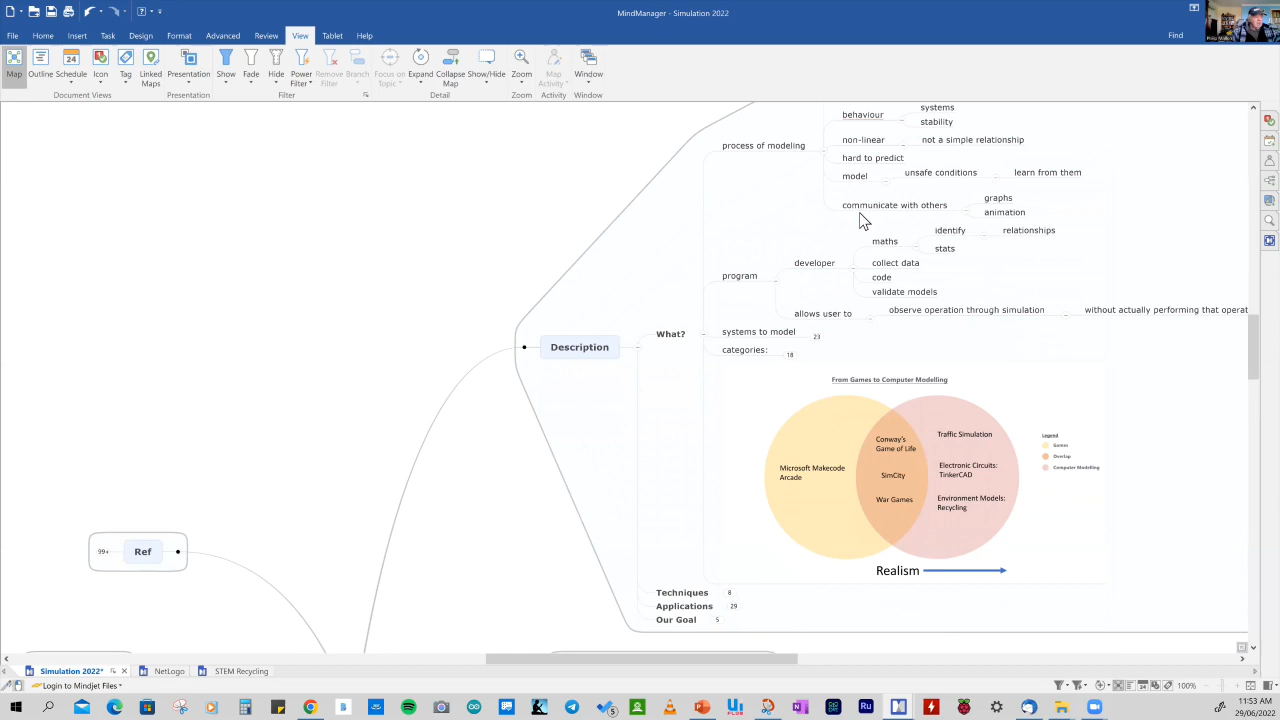 MindManager - Simulation 2022
File Home Insert Task Design Format Advanced Review View Tablet Help Find
Map Outline Schedule Icon Tag Linked Maps Presentation Show Fade Hide Power Filter Remove Filter Branch Focus on Topic Expand Collapse Map Show/Hide Zoom Map Activity Window
Document Views Presentation Filter Detail Zoom Activity Window
systems
behaviour
stability
non-linear
not a simple relationship
process of modeling
hard to predict
model
unsafe conditions
learn from them
communicate with others
graphs
animation
identify
relationships
maths
stats
developer
collect data
program
code
validate models
allows user to
observe operation through simulation
without actually performing that operat
What?
systems to model
23
categories:
18
Description
From Games to Computer Modelling
Microsoft Makecode
Arcade
Conway's
Game of Life
SimCity
War Games
Traffic Simulation
Electronic Circuits:
TinkerCAD
Environment Models:
Recycling
Legend
Games
Overlap
Computer Modelling
Realism
99+
Ref
Techniques
8
Applications
29
Our Goal
5
Simulation 2022* NetLogo STEM Recycling
Login to Mindjet Files
100%
11:53 AM
29/06/2022